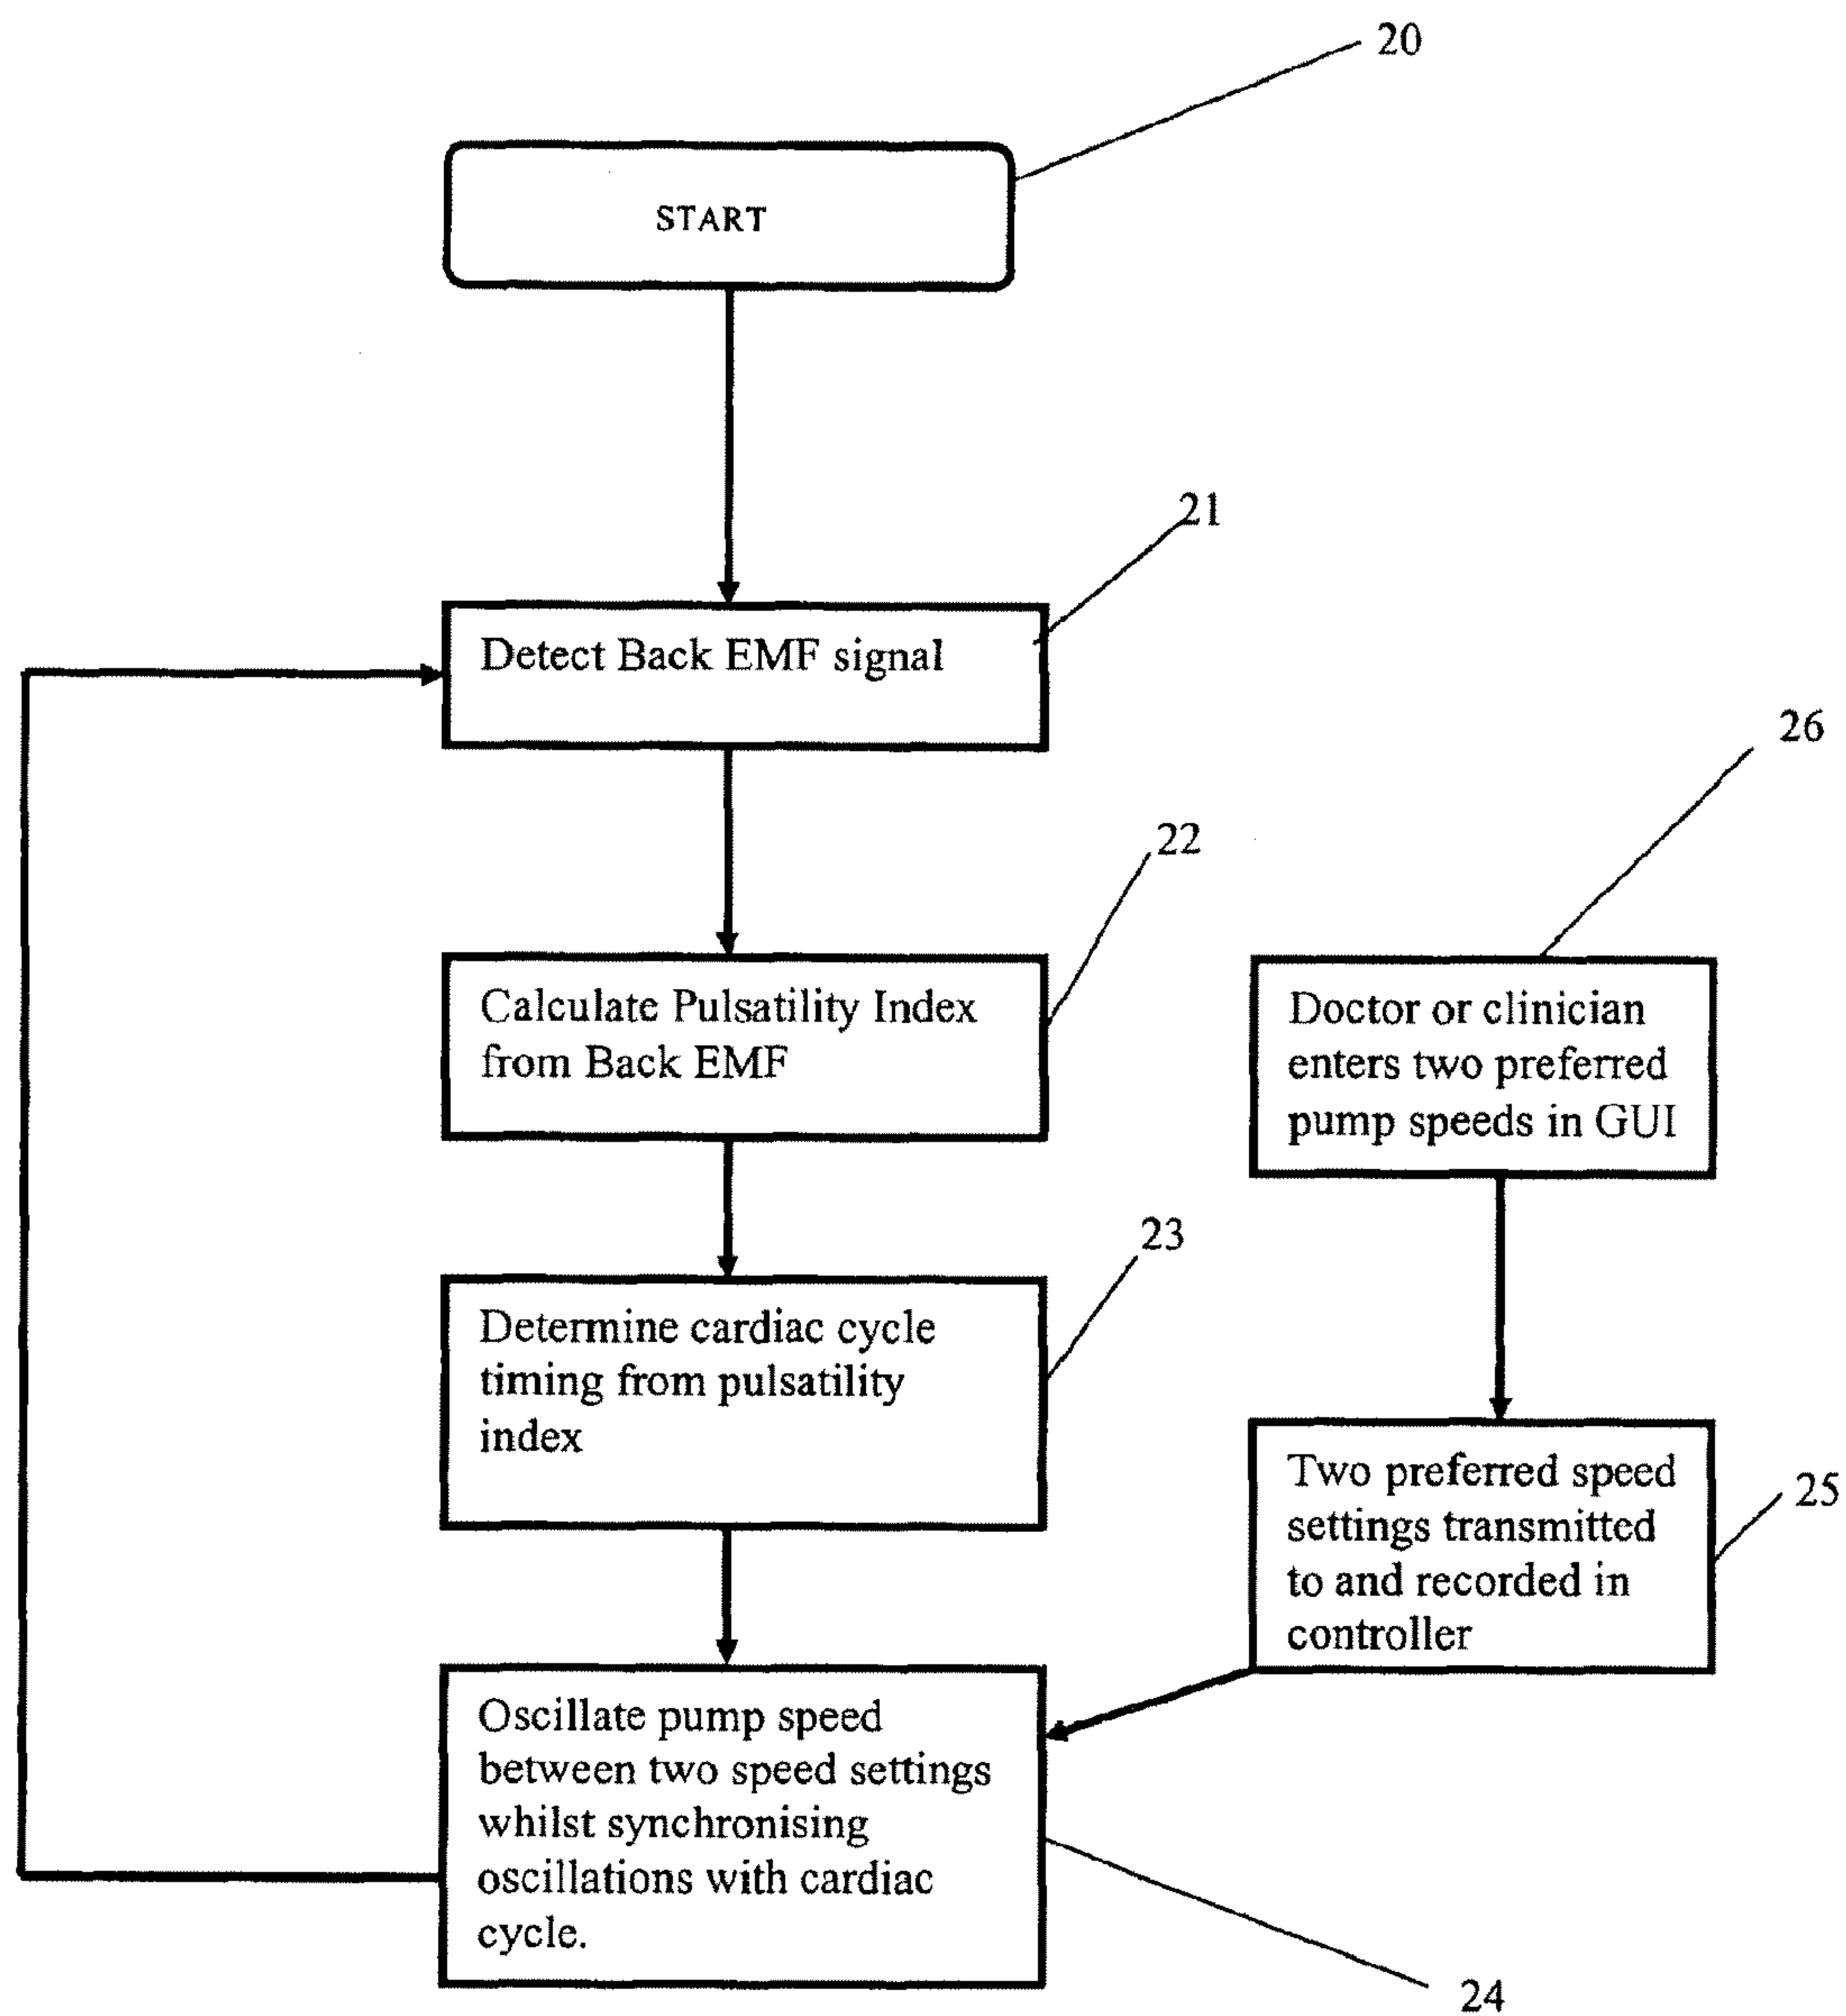 20
START
21
Detect Back EMF signal
22
Calculate Pulsatility Index
from Back EMF
26
Doctor or clinician
enters two preferred
pump speeds in GUI
23
Determine cardiac cycle
timing from pulsatility
index
25
Two preferred speed
settings transmitted
to and recorded in
controller
Oscillate pump speed
between two speed settings
whilst synchronising
oscillations with cardiac
cycle.
24